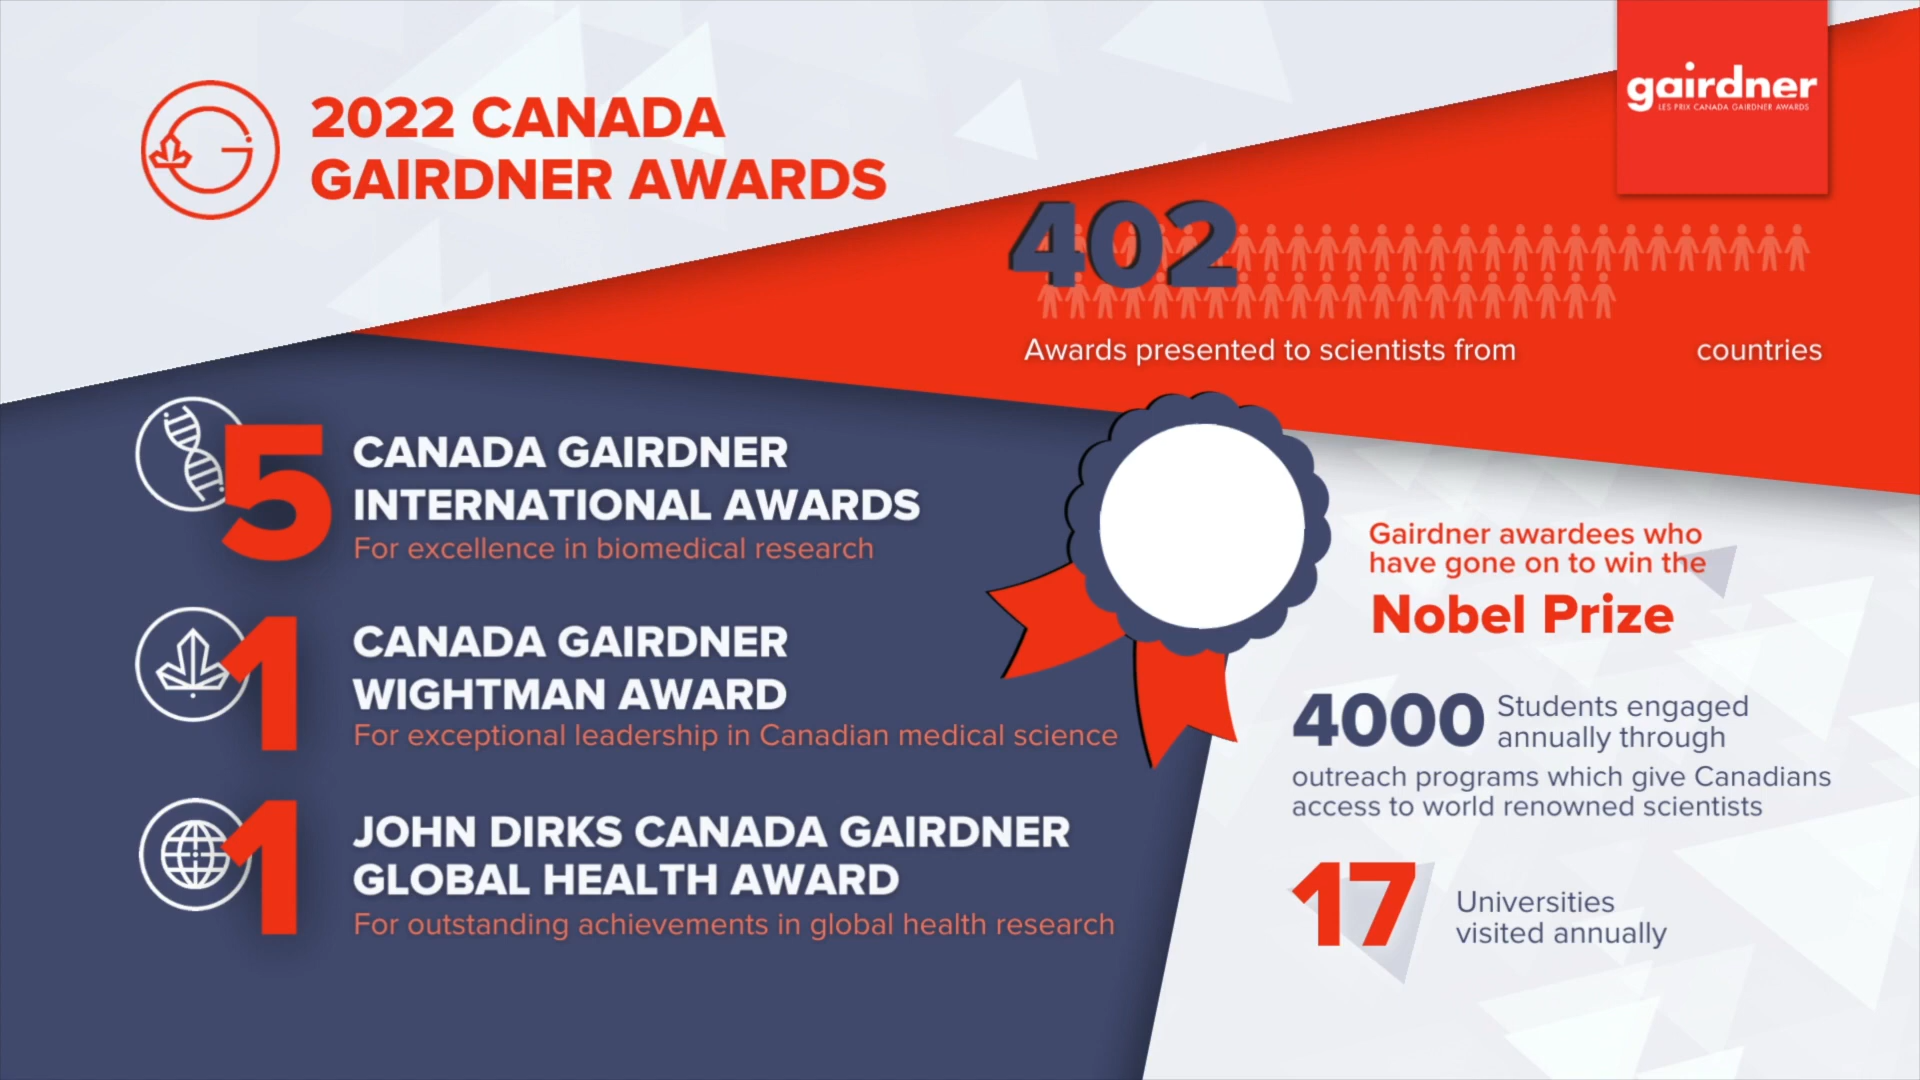 2022 CANADA
GAIRDNER AWARDS
gairdner
LES PRIX CANADA GAIRDNER AWARDS
402
Awards presented to scientists from countries
5
CANADA GAIRDNER
INTERNATIONAL AWARDS
For excellence in biomedical research
1
CANADA GAIRDNER
WIGHTMAN AWARD
For exceptional leadership in Canadian medical science
1
JOHN DIRKS CANADA GAIRDNER
GLOBAL HEALTH AWARD
For outstanding achievements in global health research
Gairdner awardees who
have gone on to win the
Nobel Prize
4000 Students engaged
annually through
outreach programs which give Canadians
access to world renowned scientists
17 Universities
visited annually